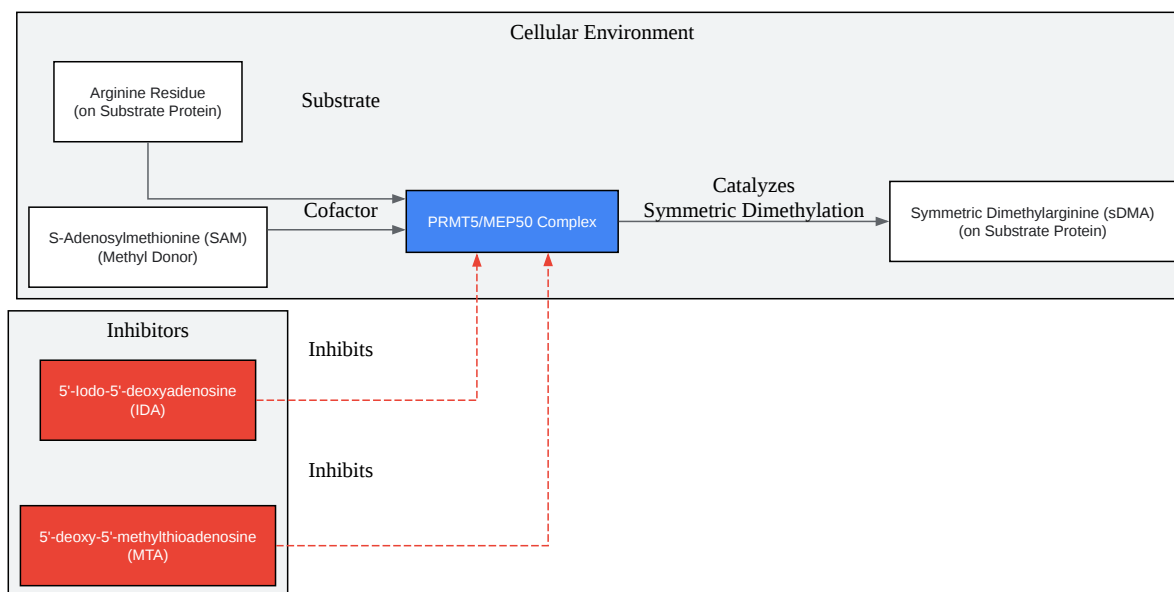 Cellular Environment
Arginine Residue
(on Substrate Protein)
Substrate
S-Adenosylmethionine (SAM)
(Methyl Donor)
Cofactor
PRMT5/MEP50 Complex
Catalyzes
Symmetric Dimethylation
Symmetric Dimethylarginine (sDMA)
(on Substrate Protein)
Inhibitors
5'-Iodo-5'-deoxyadenosine
(IDA)
Inhibits
5'-deoxy-5'-methylthioadenosine
(MTA)
Inhibits